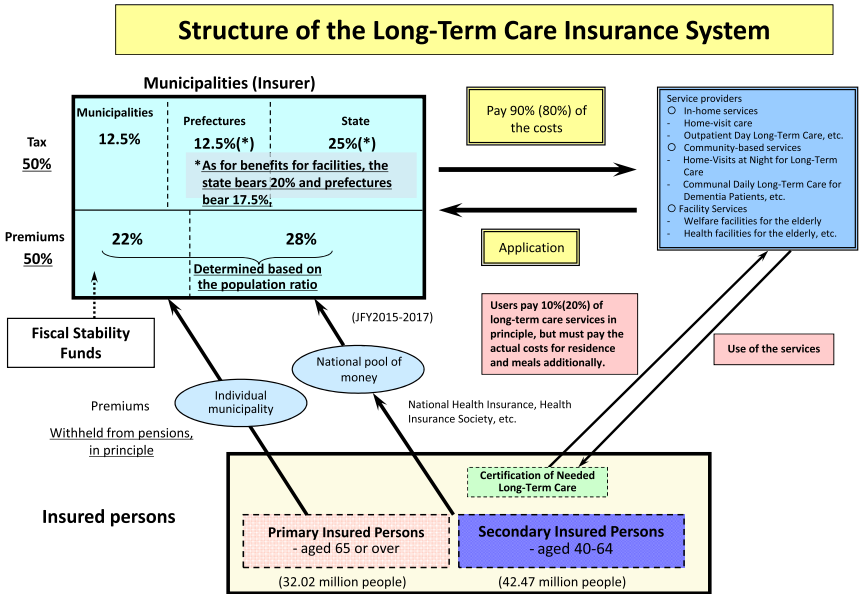 Structure of the Long-Term Care Insurance System
Municipalities (Insurer)
Tax
50%
Municipalities
12.5%
Prefectures
12.5%(*)
State
25%(*)
*As for benefits for facilities, the
state bears 20% and prefectures
bear 17.5%.
Premiums
50%
22%
28%
Determined based on
the population ratio
Fiscal Stability
Funds
(JFY2015-2017)
Pay 90% (80%) of
the costs
Application
Service providers
○ In-home services
- Home-visit care
- Outpatient Day Long-Term Care, etc.
○ Community-based services
- Home-Visits at Night for Long-Term
Care
- Communal Daily Long-Term Care for
Dementia Patients, etc.
○ Facility Services
- Welfare facilities for the elderly
- Health facilities for the elderly, etc.
Users pay 10%(20%) of
long-term care services in
principle, but must pay the
actual costs for residence
and meals additionally.
Use of the services
National pool of
money
Individual
municipality
Premiums
Withheld from pensions,
in principle
National Health Insurance, Health
Insurance Society, etc.
Certification of Needed
Long-Term Care
Insured persons
Primary Insured Persons
- aged 65 or over
(32.02 million people)
Secondary Insured Persons
- aged 40-64
(42.47 million people)